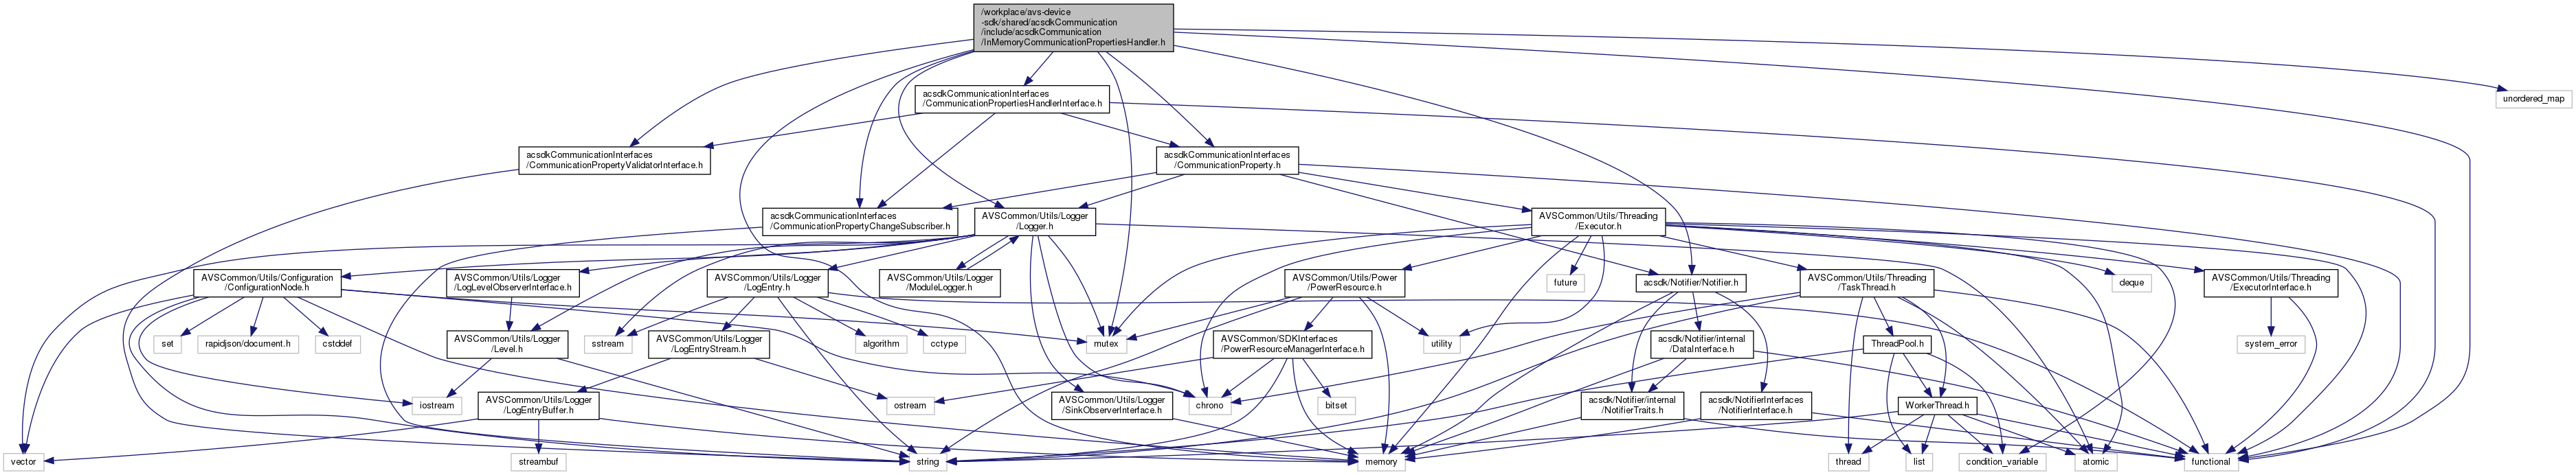 /workplace/avs-device
-sdk/shared/acsdkCommunication
/include/acsdkCommunication
/InMemoryCommunicationPropertiesHandler.h
unordered_map
acsdkCommunicationInterfaces
/CommunicationPropertiesHandlerInterface.h
acsdkCommunicationInterfaces
/CommunicationPropertyValidatorInterface.h
acsdkCommunicationInterfaces
/CommunicationProperty.h
acsdkCommunicationInterfaces
/CommunicationPropertyChangeSubscriber.h
AVSCommon/Utils/Logger
/Logger.h
AVSCommon/Utils/Threading
/Executor.h
AVSCommon/Utils/Configuration
/ConfigurationNode.h
AVSCommon/Utils/Logger
/LogLevelObserverInterface.h
AVSCommon/Utils/Logger
/LogEntry.h
AVSCommon/Utils/Logger
/ModuleLogger.h
AVSCommon/Utils/Power
/PowerResource.h
future
acsdk/Notifier/Notifier.h
AVSCommon/Utils/Threading
/TaskThread.h
deque
AVSCommon/Utils/Threading
/ExecutorInterface.h
set
rapidjson/document.h
cstddef
AVSCommon/Utils/Logger
/Level.h
sstream
AVSCommon/Utils/Logger
/LogEntryStream.h
algorithm
cctype
mutex
AVSCommon/SDKInterfaces
/PowerResourceManagerInterface.h
utility
acsdk/Notifier/internal
/DataInterface.h
ThreadPool.h
system_error
iostream
AVSCommon/Utils/Logger
/LogEntryBuffer.h
ostream
AVSCommon/Utils/Logger
/SinkObserverInterface.h
chrono
bitset
acsdk/Notifier/internal
/NotifierTraits.h
acsdk/NotifierInterfaces
/NotifierInterface.h
WorkerThread.h
vector
streambuf
string
memory
thread
list
condition_variable
atomic
functional